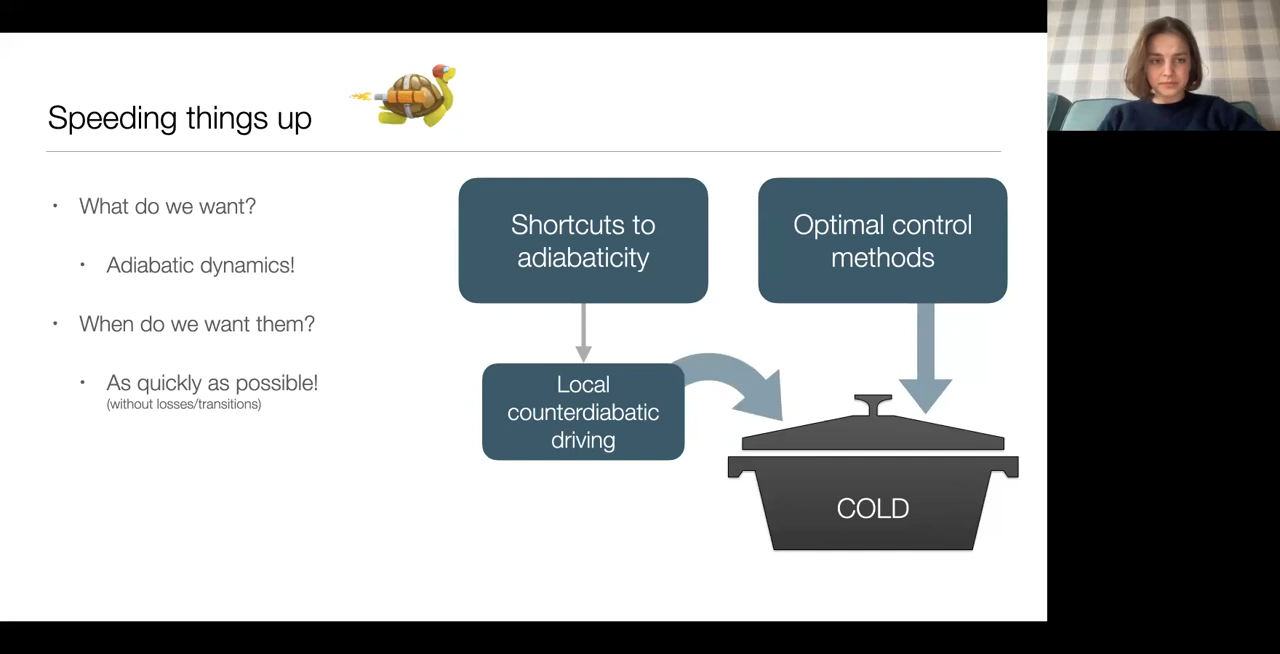 Speeding things up
What do we want?
Adiabatic dynamics!
When do we want them?
As quickly as possible!
(without losses/transitions)
Shortcuts to
adiabaticity
Optimal control
methods
Local
counterdiabatic
driving
COLD